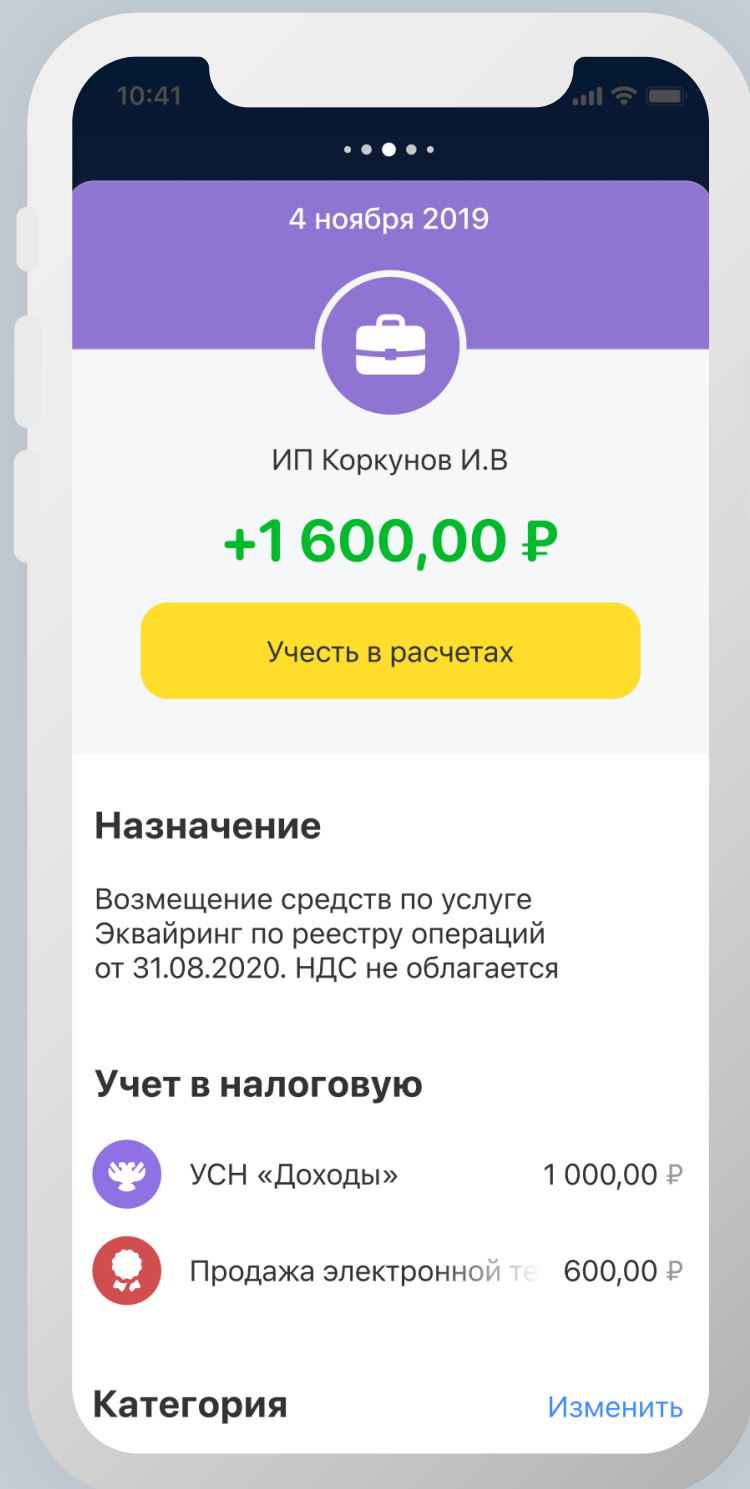 10:41
4 ноября 2019
ИП Коркунов И.В
+1 600,00 ₽
Учесть в расчетах
Назначение
Возмещение средств по услуге
Эквайринг по реестру операций
от 31.08.2020. НДС не облагается
Учет в налоговую
УСН «Доходы» 1 000,00 ₽
Продажа электронной 600,00 ₽
Категория Изменить